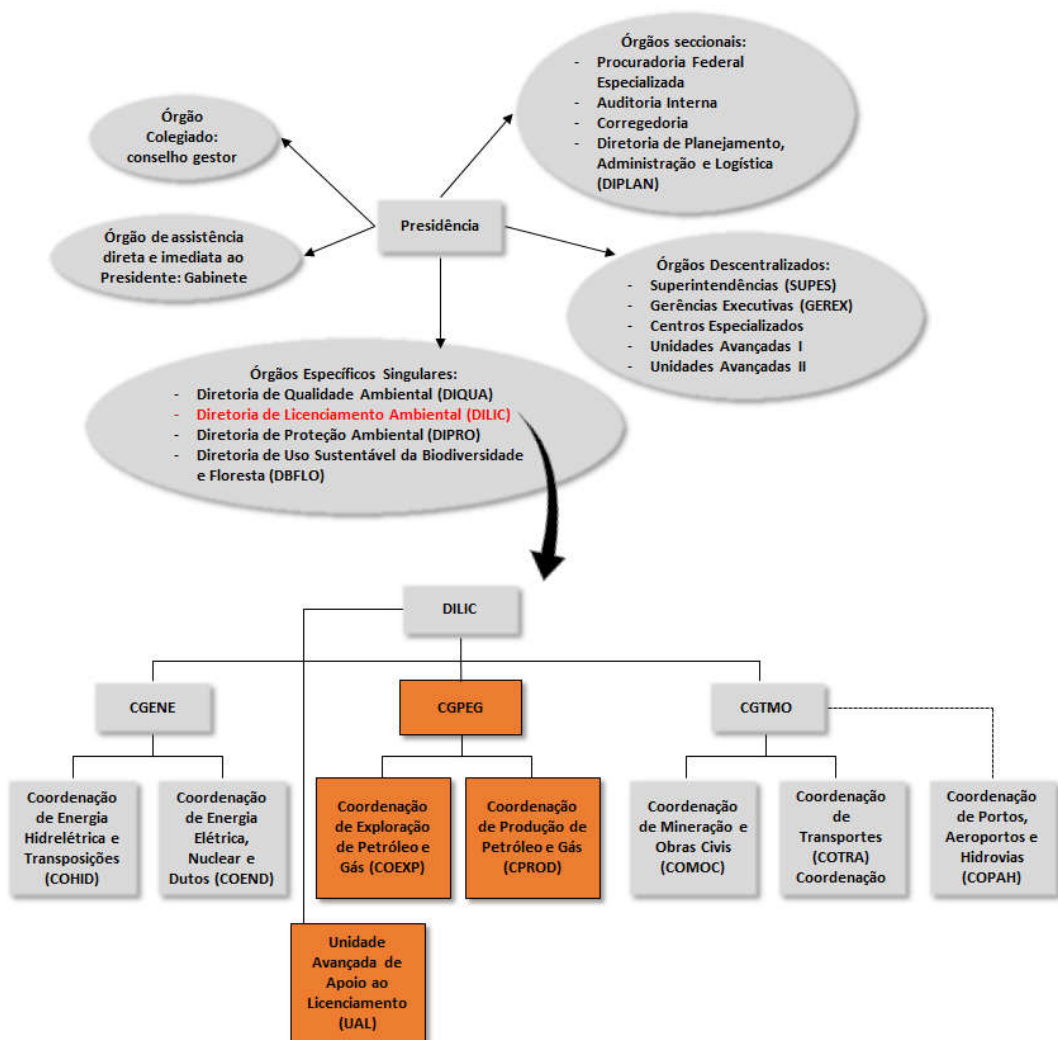 Órgãos seccionais:
- Procuradoria Federal
Especializada
- Auditoria Interna
- Corregedoria
- Diretoria de Planejamento,
Administração e Logística
(DIPLAN)
Órgão
Colegiado:
conselho gestor
Presidência
Órgão de assistência
direta e imediata ao
Presidente: Gabinete
Órgãos Descentralizados:
- Superintendências (SUPES)
- Gerências Executivas (GEREX)
- Centros Especializados
- Unidades Avançadas I
- Unidades Avançadas II
Órgãos Específicos Singulares:
- Diretoria de Qualidade Ambiental (DIQUA)
- Diretoria de Licenciamento Ambiental (DILIC)
- Diretoria de Proteção Ambiental (DIPRO)
- Diretoria de Uso Sustentável da Biodiversidade
e Floresta (DBFLO)
DILIC
CGENE
CGPEG
CGTMO
Coordenação
de Energia
Hidrelétrica e
Transposições
(COHID)
Coordenação
de Energia
Elétrica,
Nuclear e
Dutos (COEND)
Coordenação
de Exploração
de Petróleo e
Gás (COEXP)
Coordenação
de Produção de
Petróleo e Gás
(CPROD)
Coordenação
de Mineração e
Obras Civis
(COMOC)
Coordenação
de
Transportes
(COTRA)
Coordenação
Coordenação
de Portos,
Aeroportos e
Hidrovias
(COPAH)
Unidade
Avançada de
Apoio ao
Licenciamento
(UAL)